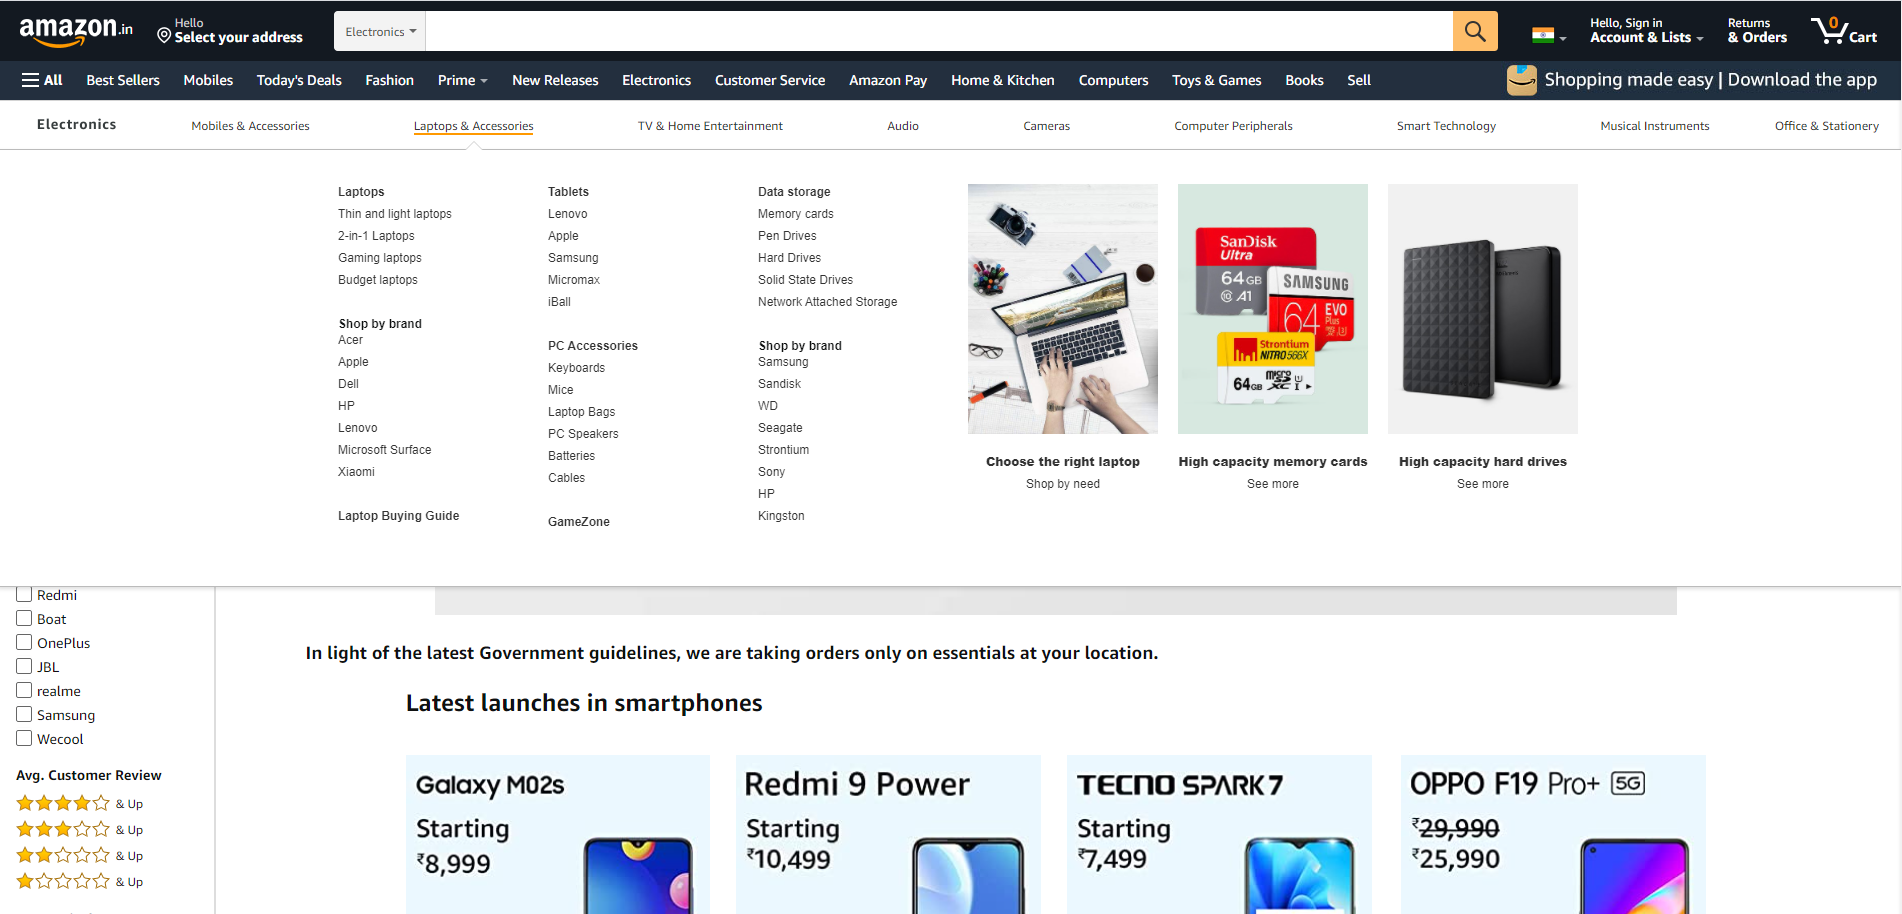 amazon.in
Hello
Select your address
Electronics
Hello, Sign in
Account & Lists
Returns
& Orders
0
Cart
All
Best Sellers
Mobiles
Today's Deals
Fashion
Prime
New Releases
Electronics
Customer Service
Amazon Pay
Home & Kitchen
Computers
Toys & Games
Books
Sell
Shopping made easy | Download the app
Electronics
Mobiles & Accessories
Laptops & Accessories
TV & Home Entertainment
Audio
Cameras
Computer Peripherals
Smart Technology
Musical Instruments
Office & Stationery
Laptops
Thin and light laptops
2-in-1 Laptops
Gaming laptops
Budget laptops
Shop by brand
Acer
Apple
Dell
HP
Lenovo
Microsoft Surface
Xiaomi
Laptop Buying Guide
Tablets
Lenovo
Apple
Samsung
Micromax
iBall
PC Accessories
Keyboards
Mice
Laptop Bags
PC Speakers
Batteries
Cables
GameZone
Data storage
Memory cards
Pen Drives
Hard Drives
Solid State Drives
Network Attached Storage
Shop by brand
Samsung
Sandisk
WD
Seagate
Strontium
Sony
HP
Kingston
Choose the right laptop
Shop by need
SanDisk
Ultra
64GB
A1
SAMSUNG
64
EVO
Plus
Strontium
NITRO 566X
64GB
micro
SD
XC I
High capacity memory cards
See more
High capacity hard drives
See more
Redmi
Boat
OnePlus
JBL
realme
Samsung
Wecool
Avg. Customer Review
& Up
& Up
& Up
& Up
In light of the latest Government guidelines, we are taking orders only on essentials at your location.
Latest launches in smartphones
Galaxy M02s
Starting
₹8,999
Redmi 9 Power
Starting
₹10,499
TECNO SPARK 7
Starting
₹7,499
OPPO F19 Pro+ 5G
₹29,990
₹25,990